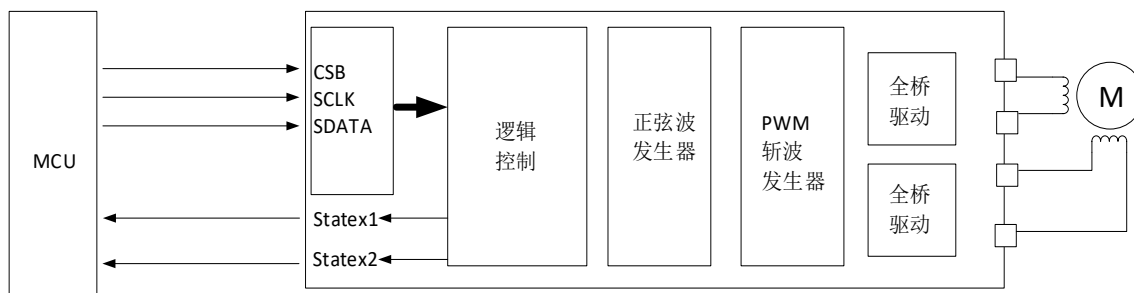 MCU
CSB
SCLK
SDATA
Statex1
Statex2
逻辑
控制
正弦波
发生器
PWM
斩波
发生器
全桥
驱动
全桥
驱动
M